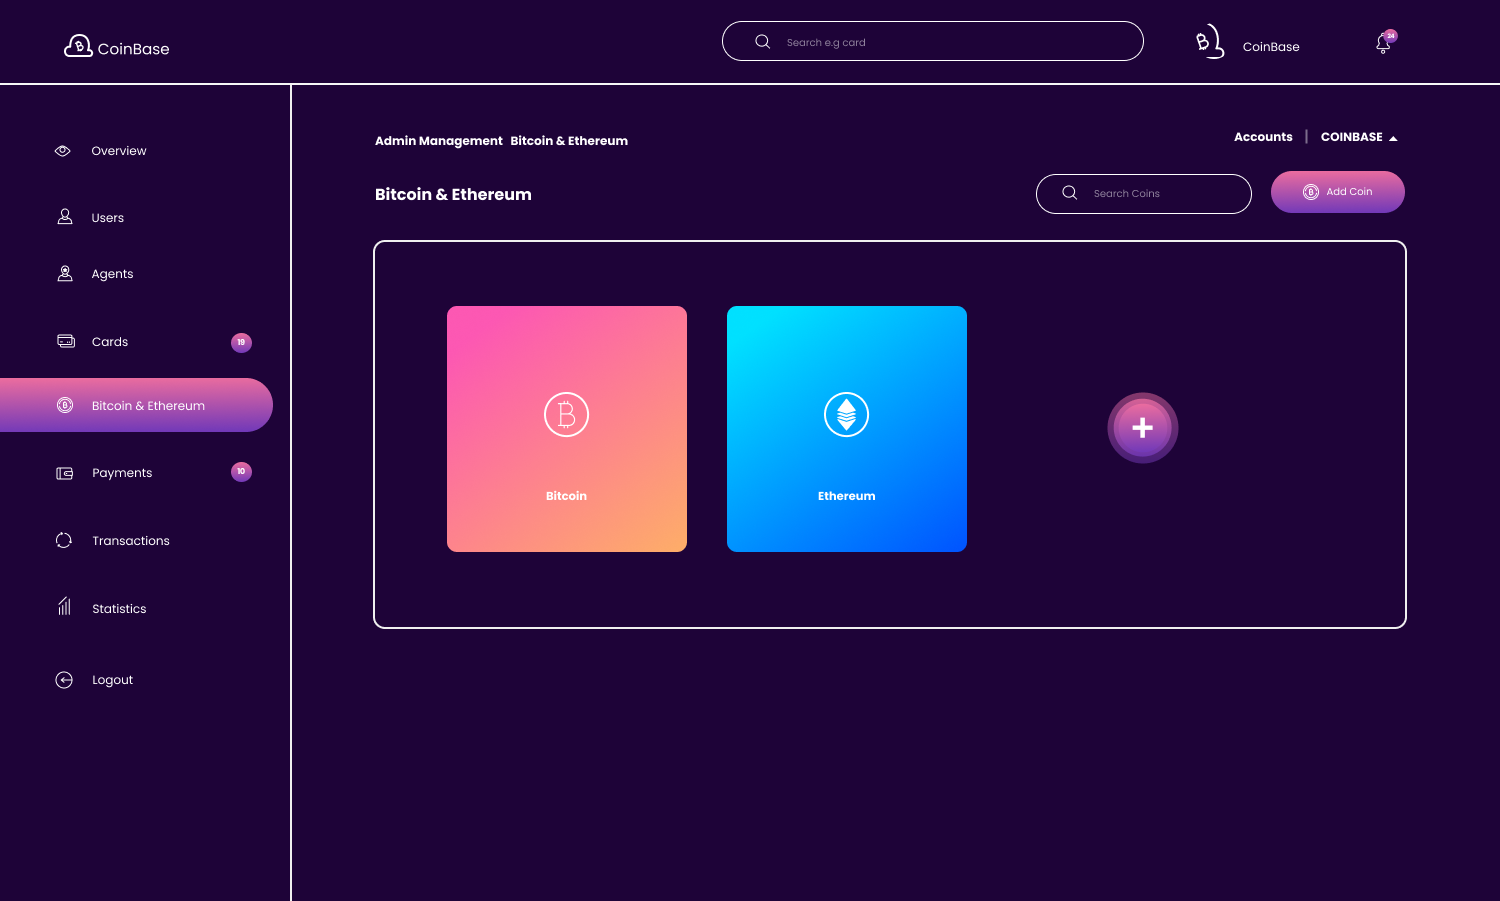 CoinBase
Search e.g card
CoinBase
24
Overview
Users
Agents
Cards
19
Bitcoin & Ethereum
Payments
10
Transactions
Statistics
Logout
Admin Management Bitcoin & Ethereum
Accounts | COINBASE
Bitcoin & Ethereum
Search Coins
Add Coin
Bitcoin
Ethereum